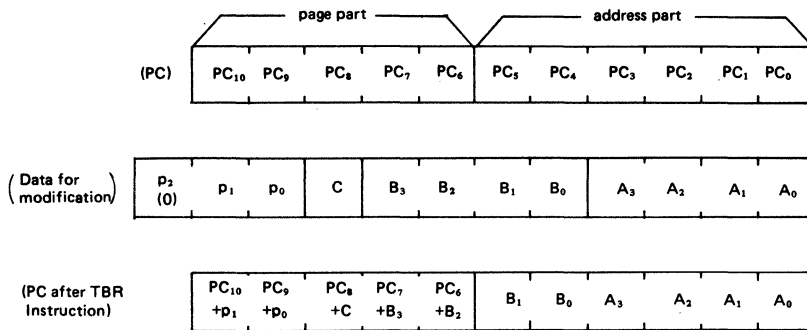 page part address part
(PC) PC₁₀ PC₉ PC₈ PC₇ PC₆ PC₅ PC₄ PC₃ PC₂ PC₁ PC₀
(Data for modification) p₂ (0) p₁ p₀ C B₃ B₂ B₁ B₀ A₃ A₂ A₁ A₀
(PC after TBR Instruction) PC₁₀ +p₁ PC₉ +p₀ PC₈ +C PC₇ +B₃ PC₆ +B₂ B₁ B₀ A₃ A₂ A₁ A₀